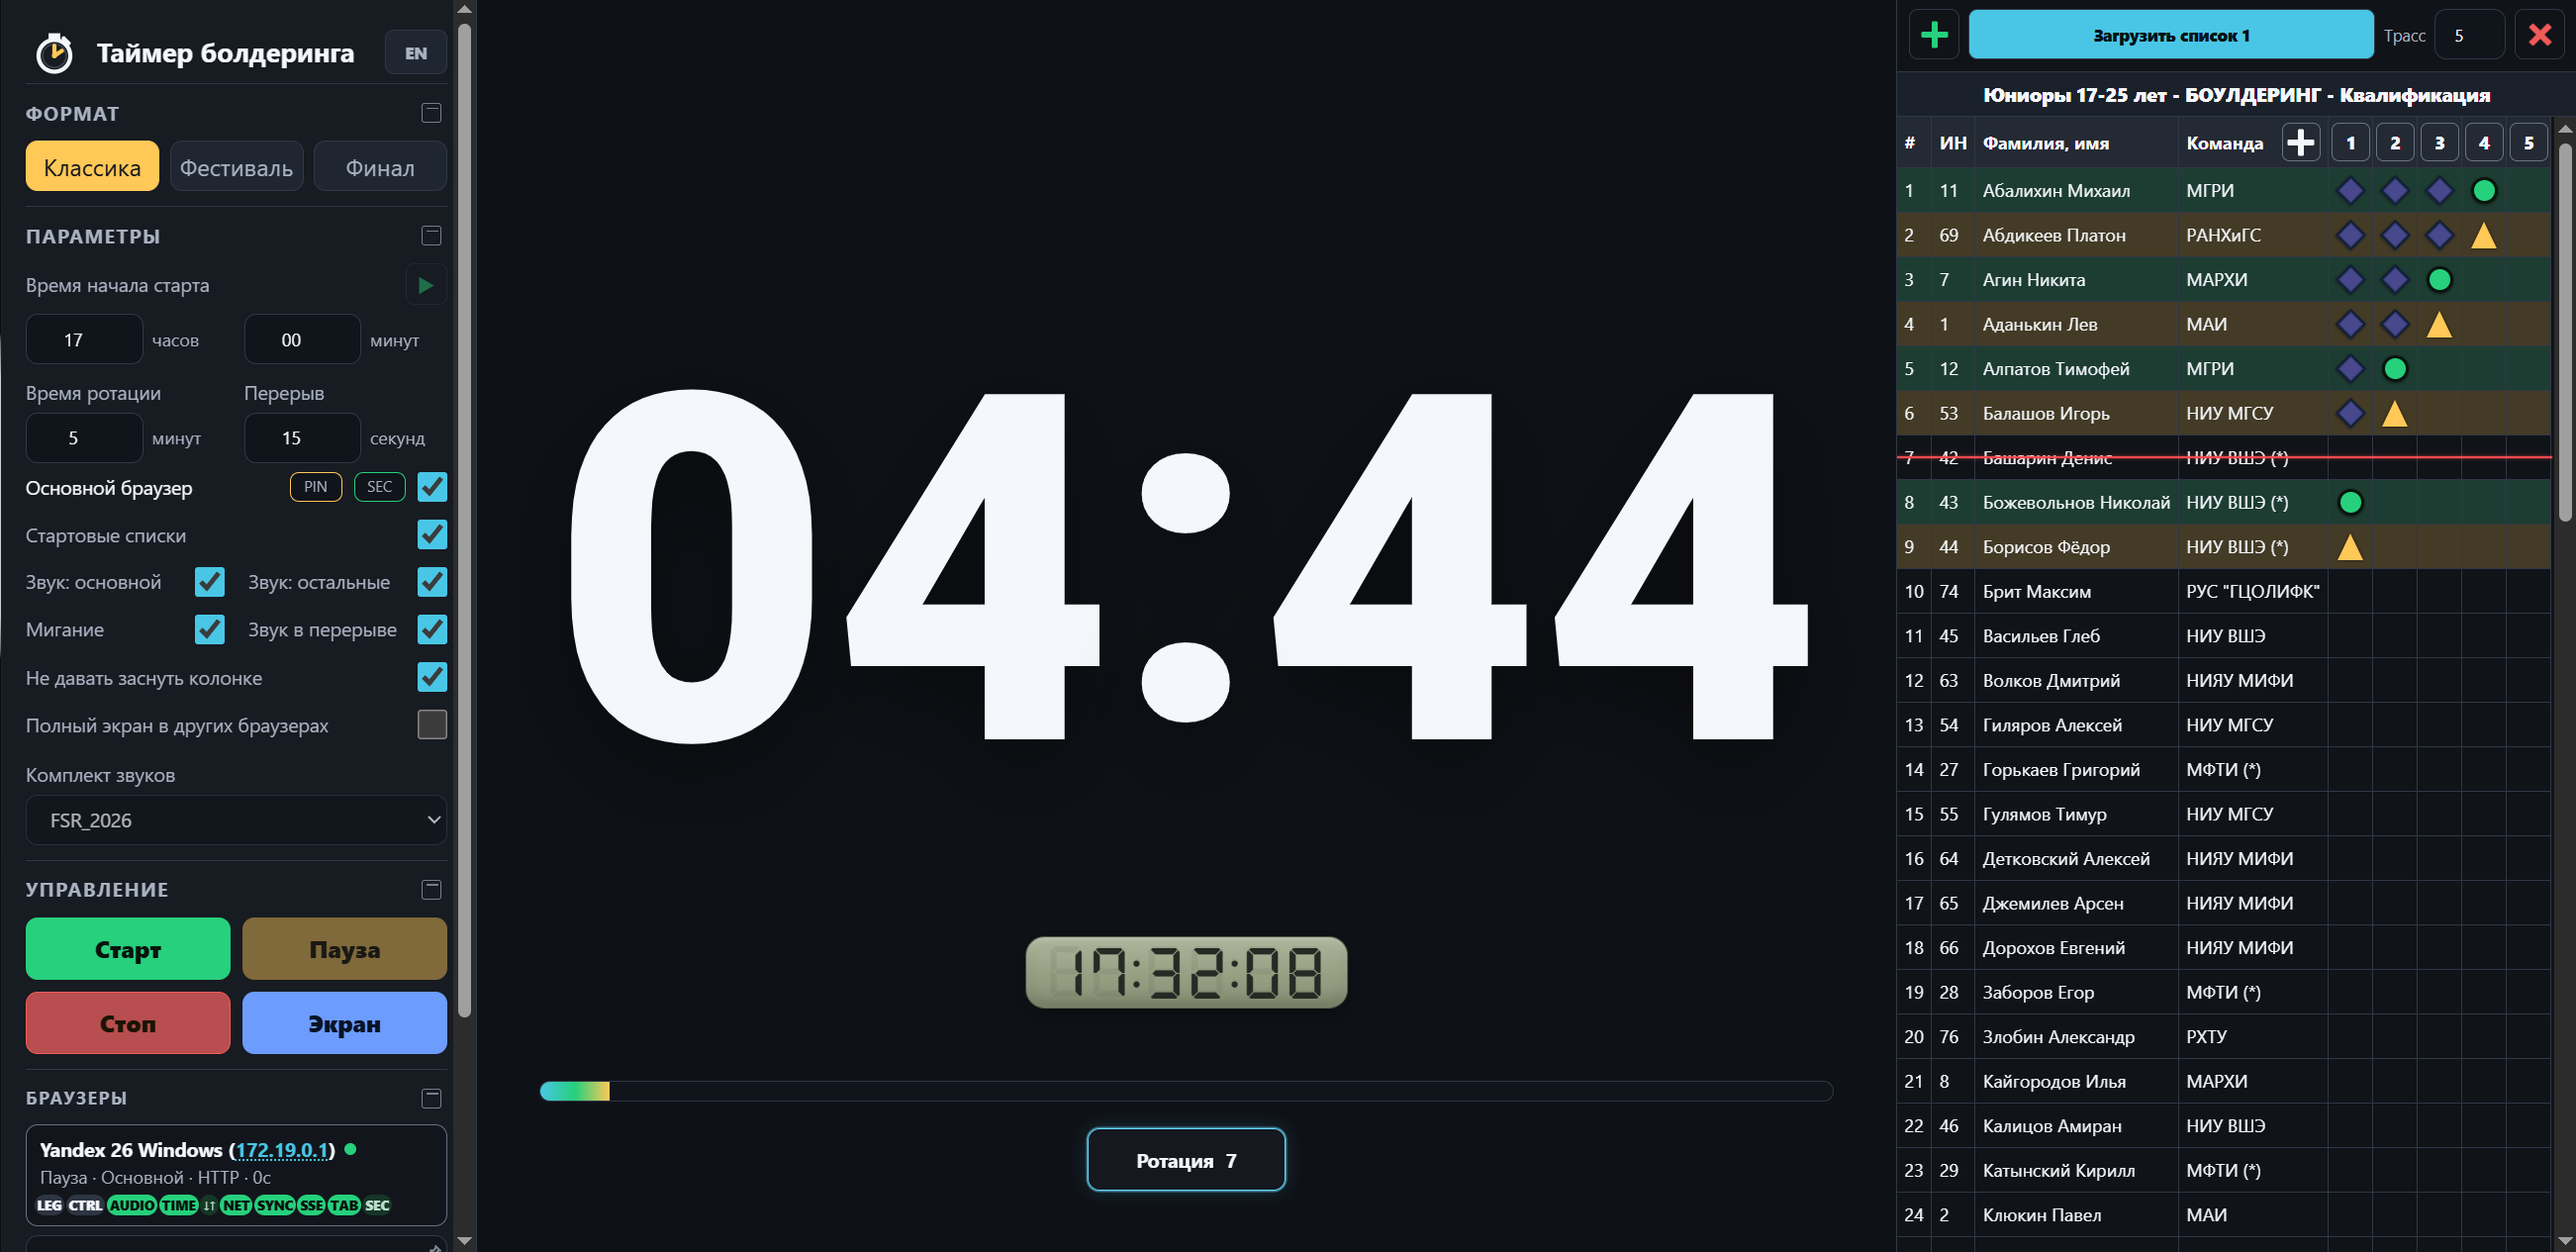 Таймер болдеринга EN
ФОРМАТ
Классика Фестиваль Финал
ПАРАМЕТРЫ
Время начала старта
17 часов 00 минут
Время ротации Перерыв
5 минут 15 секунд
Основной браузер PIN SEC
Стартовые списки
Звук: основной Звук: остальные
Мигание Звук в перерыве
Не давать заснуть колонке
Полный экран в других браузерах
Комплект звуков
FSR_2026
УПРАВЛЕНИЕ
Старт Пауза
Стоп Экран
БРАУЗЕРЫ
Yandex 26 Windows (172.19.0.1)
Пауза · Основной · HTTP · 0с
LEG CTRL AUDIO TIME ↓↑ NET SYNC SSE TAB SEC
04:44
17:32:08
Ротация 7
Загрузить список 1 Трасс 5
Юниоры 17-25 лет - БОУЛДЕРИНГ - Квалификация
# ИН Фамилия, имя Команда 1 2 3 4 5
1 11 Абалихин Михаил МГРИ
2 69 Абдикеев Платон РАНХиГС
3 7 Агин Никита МАРХИ
4 1 Аданькин Лев МАИ
5 12 Алпатов Тимофей МГРИ
6 53 Балашов Игорь НИУ МГСУ
7 42 Башарин Денис НИУ ВШЭ (*)
8 43 Божевольнов Николай НИУ ВШЭ (*)
9 44 Борисов Фёдор НИУ ВШЭ (*)
10 74 Брит Максим РУС "ГЦОЛИФК"
11 45 Васильев Глеб НИУ ВШЭ
12 63 Волков Дмитрий НИЯУ МИФИ
13 54 Гиляров Алексей НИУ МГСУ
14 27 Горькаев Григорий МФТИ (*)
15 55 Гулямов Тимур НИУ МГСУ
16 64 Детковский Алексей НИЯУ МИФИ
17 65 Джемилев Арсен НИЯУ МИФИ
18 66 Дорохов Евгений НИЯУ МИФИ
19 28 Заборов Егор МФТИ (*)
20 76 Злобин Александр РХТУ
21 8 Кайгородов Илья МАРХИ
22 46 Калицов Амиран НИУ ВШЭ
23 29 Катынский Кирилл МФТИ (*)
24 2 Клюкин Павел МАИ